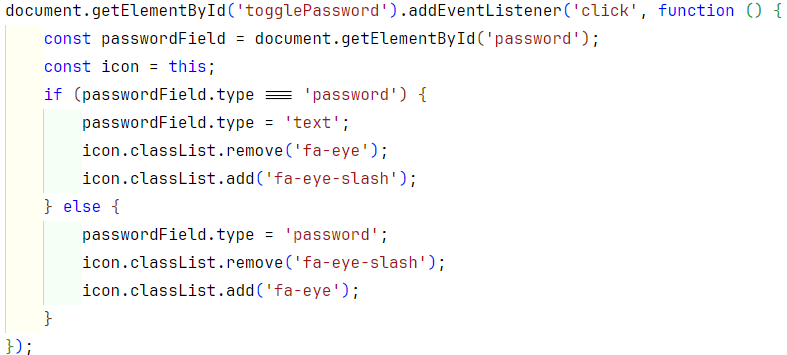 document.getElementById('togglePassword').addEventListener('click', function () {
    const passwordField = document.getElementById('password');
    const icon = this;
    if (passwordField.type === 'password') {
        passwordField.type = 'text';
        icon.classList.remove('fa-eye');
        icon.classList.add('fa-eye-slash');
    } else {
        passwordField.type = 'password';
        icon.classList.remove('fa-eye-slash');
        icon.classList.add('fa-eye');
    }
});